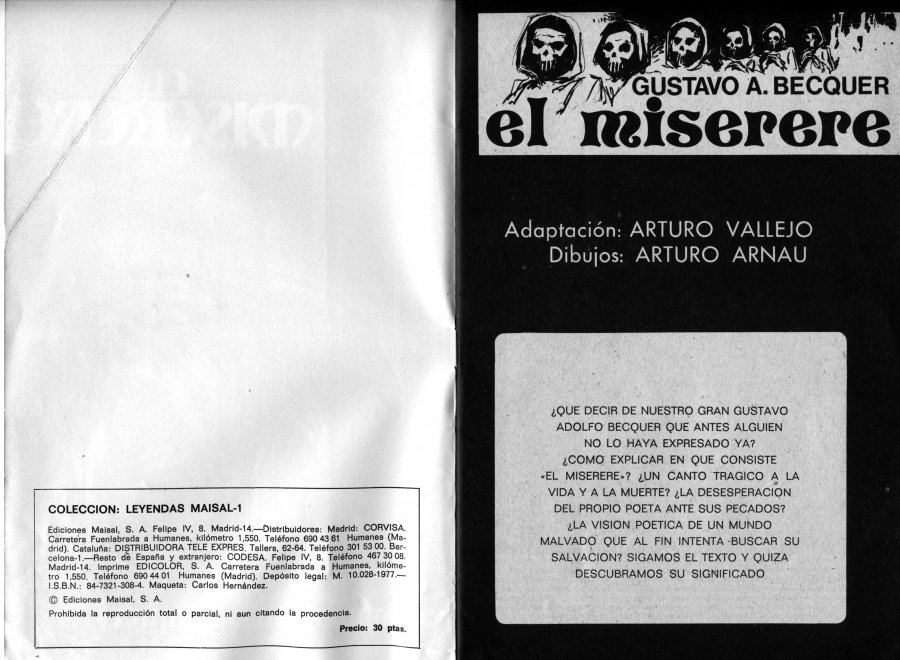 COLECCION: LEYENDAS MAISAL-1
Ediciones Maisal, S. A. Felipe IV, 8. Madrid-14.—Distribuidores: Madrid: CORVISA.
Carretera Fuenlabrada a Humanes, kilómetro 1,550. Teléfono 690 43 61 Humanes (Ma-
drid). Cataluña: DISTRIBUIDORA TELE EXPRES. Tallers, 62-64. Teléfono 301 53 00. Bar-
celona-1.—Resto de España y extranjero: CODESA. Felipe IV, 8. Teléfono 467 30 08.
Madrid-14. Imprime EDICOLOR, S. A. Carretera Fuenlabrada a Humanes, kilóme-
tro 1,550. Teléfono 690 44 01 Humanes (Madrid). Depósito legal: M. 10.028-1977.—
I.S.B.N.: 84-7321-308-4. Maqueta: Carlos Hernández.
© Ediciones Maisal, S. A.
Prohibida la reproducción total o parcial, ni aun citando la procedencia.
Precio: 30 ptas.
GUSTAVO A. BECQUER
el miserere
Adaptación: ARTURO VALLEJO
Dibujos: ARTURO ARNAU
¿QUE DECIR DE NUESTRO GRAN GUSTAVO
ADOLFO BECQUER QUE ANTES ALGUIEN
NO LO HAYA EXPRESADO YA?
¿COMO EXPLICAR EN QUE CONSISTE
«EL MISERERE»? ¿UN CANTO TRAGICO A LA
VIDA Y A LA MUERTE? ¿LA DESESPERACION
DEL PROPIO POETA ANTE SUS PECADOS?
¿LA VISION POETICA DE UN MUNDO
MALVADO QUE AL FIN INTENTA BUSCAR SU
SALVACION? SIGAMOS EL TEXTO Y QUIZA
DESCUBRAMOS SU SIGNIFICADO